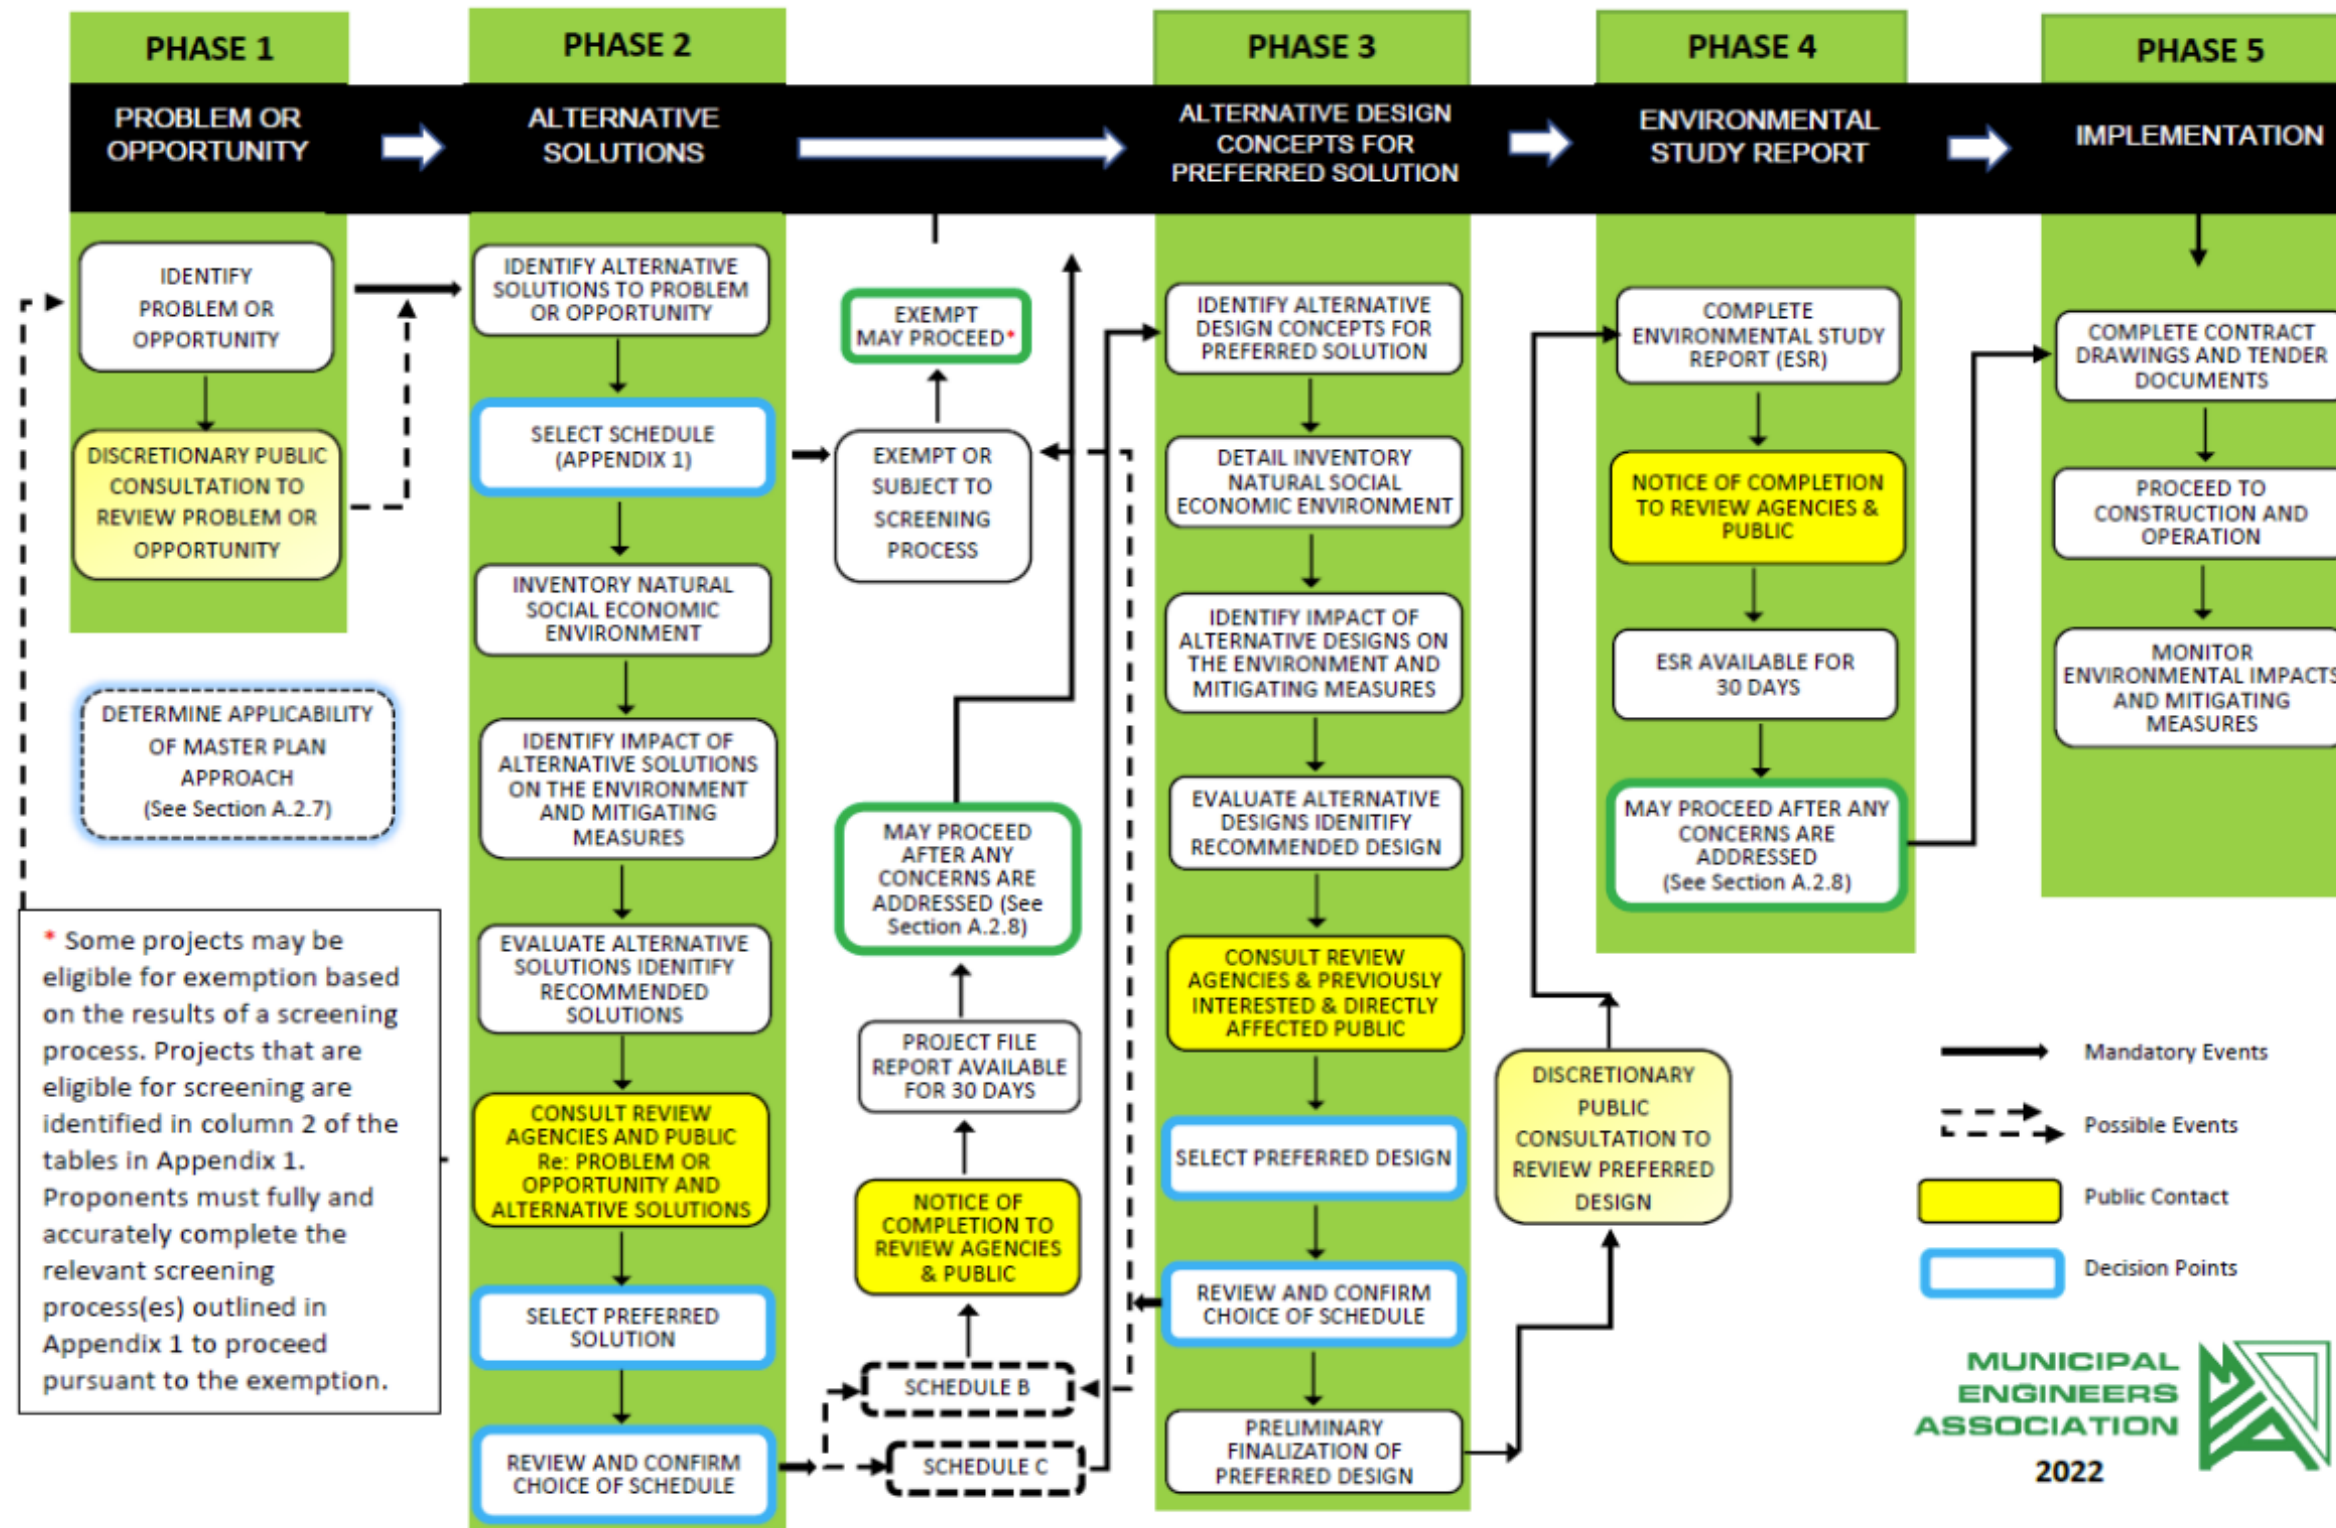 PHASE 1
PROBLEM OR
OPPORTUNITY
IDENTIFY
PROBLEM OR
OPPORTUNITY
DISCRETIONARY PUBLIC
CONSULTATION TO
REVIEW PROBLEM OR
OPPORTUNITY
DETERMINE APPLICABILITY
OF MASTER PLAN
APPROACH
(See Section A.2.7)
* Some projects may be
eligible for exemption based
on the results of a screening
process. Projects that are
eligible for screening are
identified in column 2 of the
tables in Appendix 1.
Proponents must fully and
accurately complete the
relevant screening
process(es) outlined in
Appendix 1 to proceed
pursuant to the exemption.
PHASE 2
ALTERNATIVE
SOLUTIONS
IDENTIFY ALTERNATIVE
SOLUTIONS TO PROBLEM
OR OPPORTUNITY
SELECT SCHEDULE
(APPENDIX 1)
INVENTORY NATURAL
SOCIAL ECONOMIC
ENVIRONMENT
IDENTIFY IMPACT OF
ALTERNATIVE SOLUTIONS
ON THE ENVIRONMENT
AND MITIGATING
MEASURES
EVALUATE ALTERNATIVE
SOLUTIONS IDENITIFY
RECOMMENDED
SOLUTIONS
CONSULT REVIEW
AGENCIES AND PUBLIC
Re: PROBLEM OR
OPPORTUNITY AND
ALTERNATIVE SOLUTIONS
SELECT PREFERRED
SOLUTION
REVIEW AND CONFIRM
CHOICE OF SCHEDULE
EXEMPT
MAY PROCEED*
EXEMPT OR
SUBJECT TO
SCREENING
PROCESS
MAY PROCEED
AFTER ANY
CONCERNS ARE
ADDRESSED (See
Section A.2.8)
PROJECT FILE
REPORT AVAILABLE
FOR 30 DAYS
NOTICE OF
COMPLETION TO
REVIEW AGENCIES
& PUBLIC
SCHEDULE B
SCHEDULE C
PHASE 3
ALTERNATIVE DESIGN
CONCEPTS FOR
PREFERRED SOLUTION
IDENTIFY ALTERNATIVE
DESIGN CONCEPTS FOR
PREFERRED SOLUTION
DETAIL INVENTORY
NATURAL SOCIAL
ECONOMIC ENVIRONMENT
IDENTIFY IMPACT OF
ALTERNATIVE DESIGNS ON
THE ENVIRONMENT AND
MITIGATING MEASURES
EVALUATE ALTERNATIVE
DESIGNS IDENITIFY
RECOMMENDED DESIGN
CONSULT REVIEW
AGENCIES & PREVIOUSLY
INTERESTED & DIRECTLY
AFFECTED PUBLIC
SELECT PREFERRED DESIGN
REVIEW AND CONFIRM
CHOICE OF SCHEDULE
PRELIMINARY
FINALIZATION OF
PREFERRED DESIGN
DISCRETIONARY
PUBLIC
CONSULTATION TO
REVIEW PREFERRED
DESIGN
PHASE 4
ENVIRONMENTAL
STUDY REPORT
COMPLETE
ENVIRONMENTAL STUDY
REPORT (ESR)
NOTICE OF COMPLETION
TO REVIEW AGENCIES &
PUBLIC
ESR AVAILABLE FOR
30 DAYS
MAY PROCEED AFTER ANY
CONCERNS ARE
ADDRESSED
(See Section A.2.8)
PHASE 5
IMPLEMENTATION
COMPLETE CONTRACT
DRAWINGS AND TENDER
DOCUMENTS
PROCEED TO
CONSTRUCTION AND
OPERATION
MONITOR
ENVIRONMENTAL IMPACTS
AND MITIGATING
MEASURES
Mandatory Events
Possible Events
Public Contact
Decision Points
MUNICIPAL
ENGINEERS
ASSOCIATION
2022